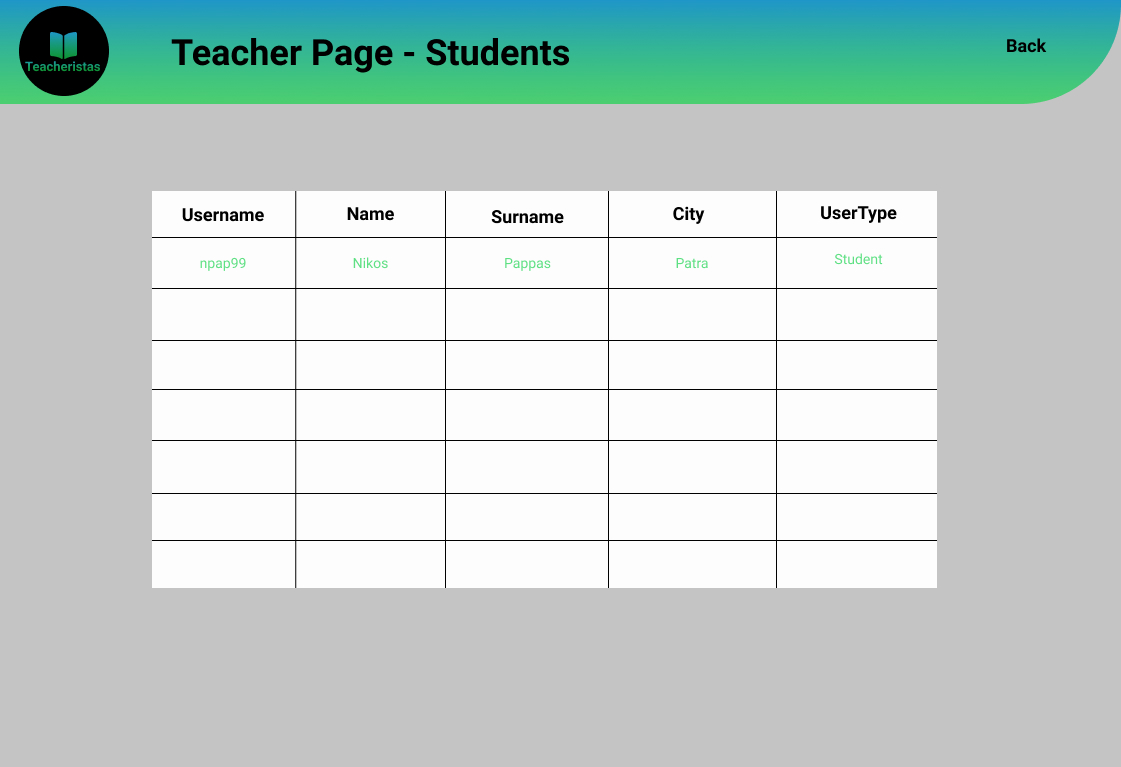 Teacheristas
Teacher Page - Students
Back
Username Name Surname City UserType
npap99 Nikos Pappas Patra Student